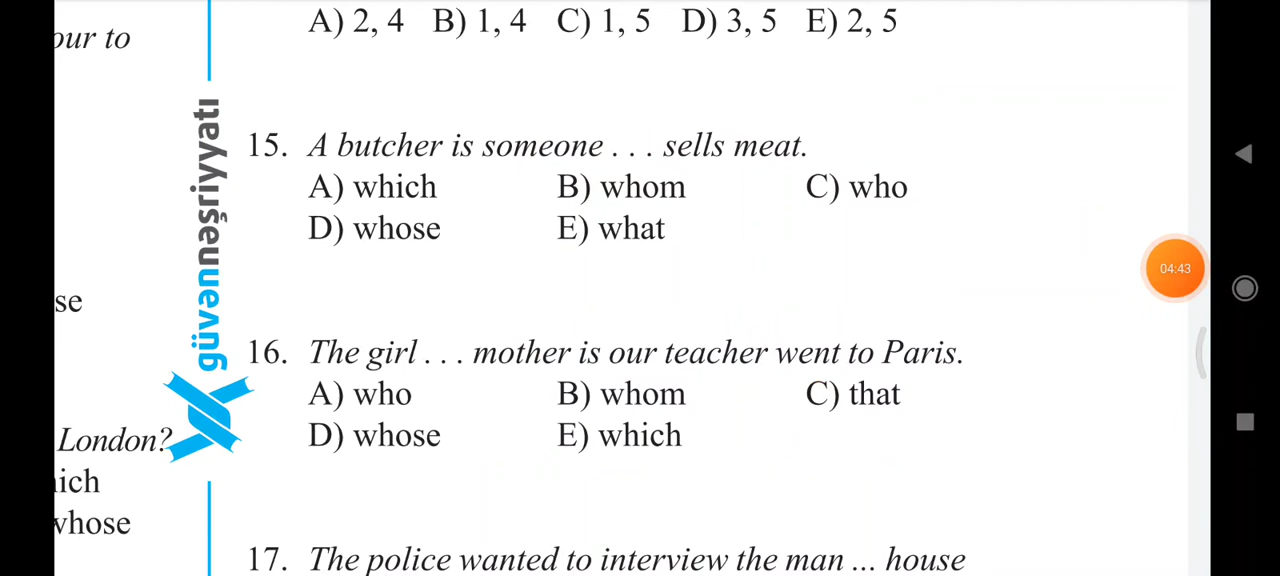 our to
A) 2, 4 B) 1, 4 C) 1, 5 D) 3, 5 E) 2, 5
güvənnəşriyyatı
15. A butcher is someone . . . sells meat.
A) which B) whom C) who
D) whose E) what
04:43
se
16. The girl . . . mother is our teacher went to Paris.
A) who B) whom C) that
D) whose E) which
London?
ich
whose
17. The police wanted to interview the man ... house